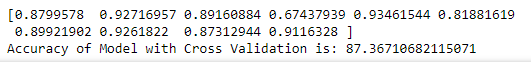 [0.8799578 0.92716957 0.89160884 0.67437939 0.93461544 0.81881619
0.89921902 0.9261822 0.87312944 0.9116328 ]
Accuracy of Model with Cross Validation is: 87.36710682115071